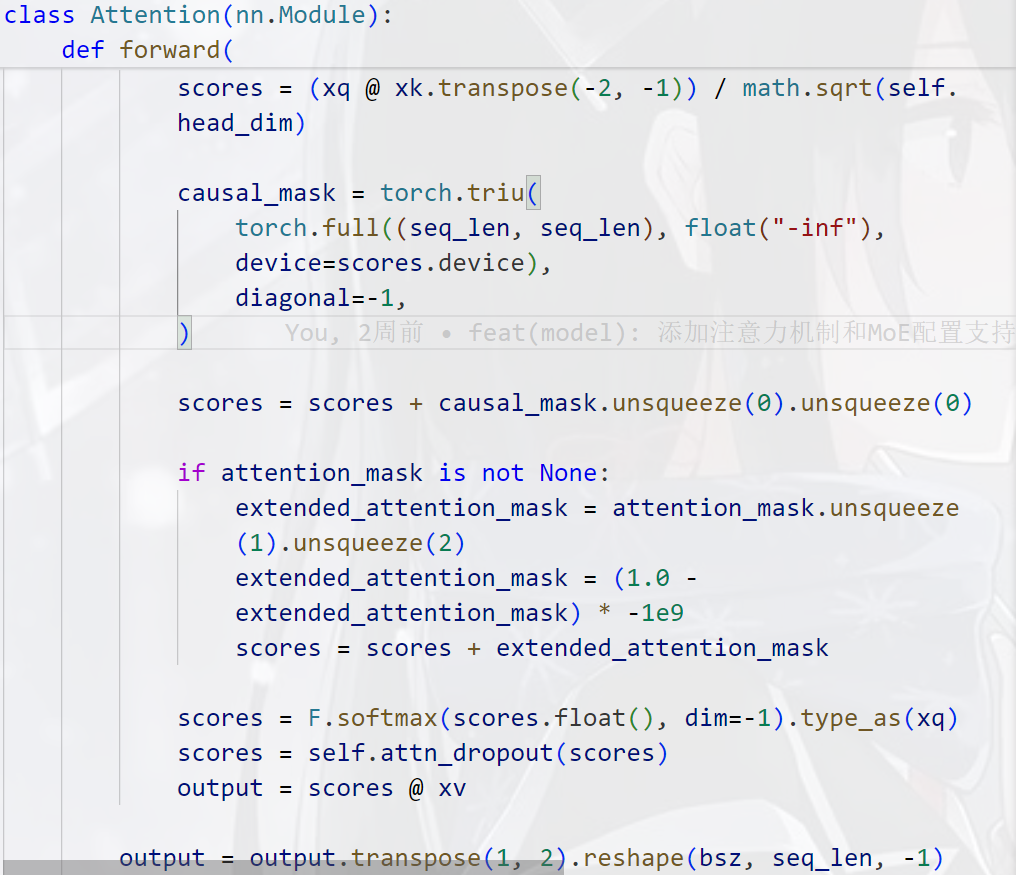 class Attention(nn.Module):
def forward(
scores = (xq @ xk.transpose(-2, -1)) / math.sqrt(self.
head_dim)
causal_mask = torch.triu(
torch.full((seq_len, seq_len), float("-inf"),
device=scores.device),
diagonal=-1,
) You, 2周前 • feat(model): 添加注意力机制和MoE配置支持
scores = scores + causal_mask.unsqueeze(0).unsqueeze(0)
if attention_mask is not None:
extended_attention_mask = attention_mask.unsqueeze
(1).unsqueeze(2)
extended_attention_mask = (1.0 -
extended_attention_mask) * -1e9
scores = scores + extended_attention_mask
scores = F.softmax(scores.float(), dim=-1).type_as(xq)
scores = self.attn_dropout(scores)
output = scores @ xv
output = output.transpose(1, 2).reshape(bsz, seq_len, -1)